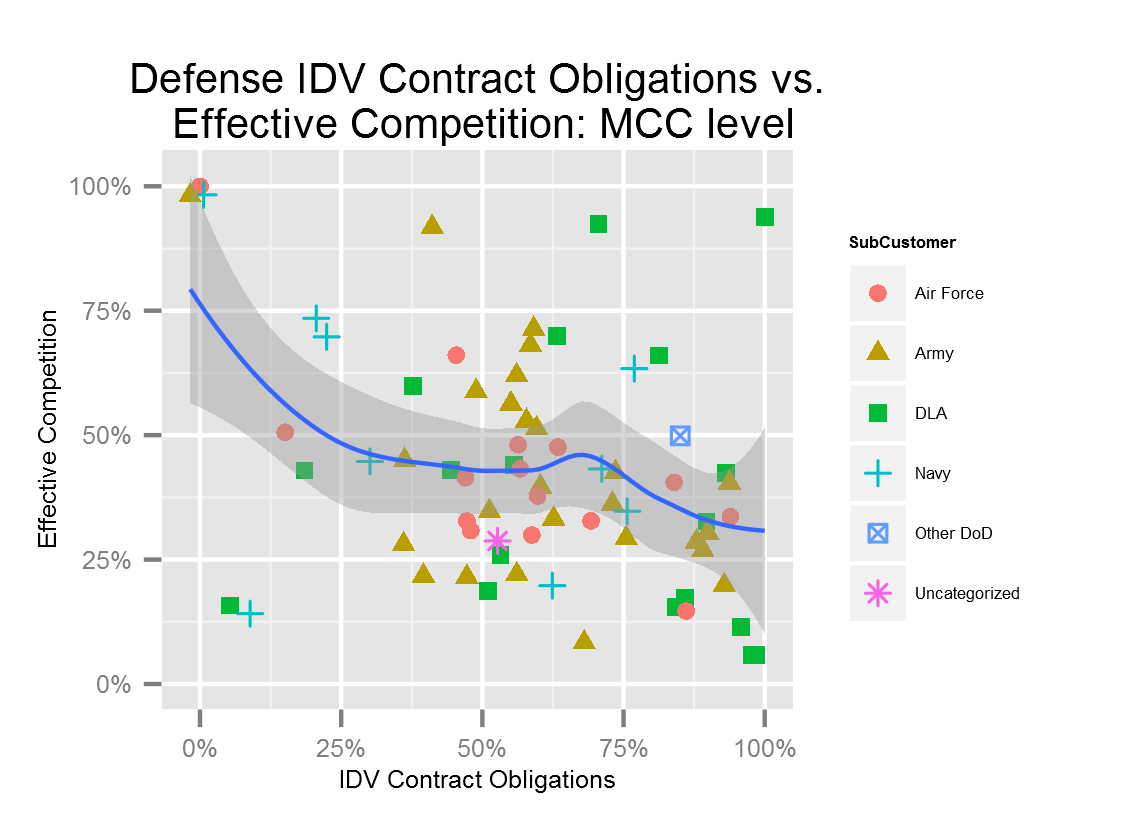 Defense IDV Contract Obligations vs.
Effective Competition: MCC level
100%
75%
50%
25%
0%
Effective Competition
0%
25%
50%
75%
100%
IDV Contract Obligations
SubCustomer
Air Force
Army
DLA
Navy
Other DoD
Uncategorized